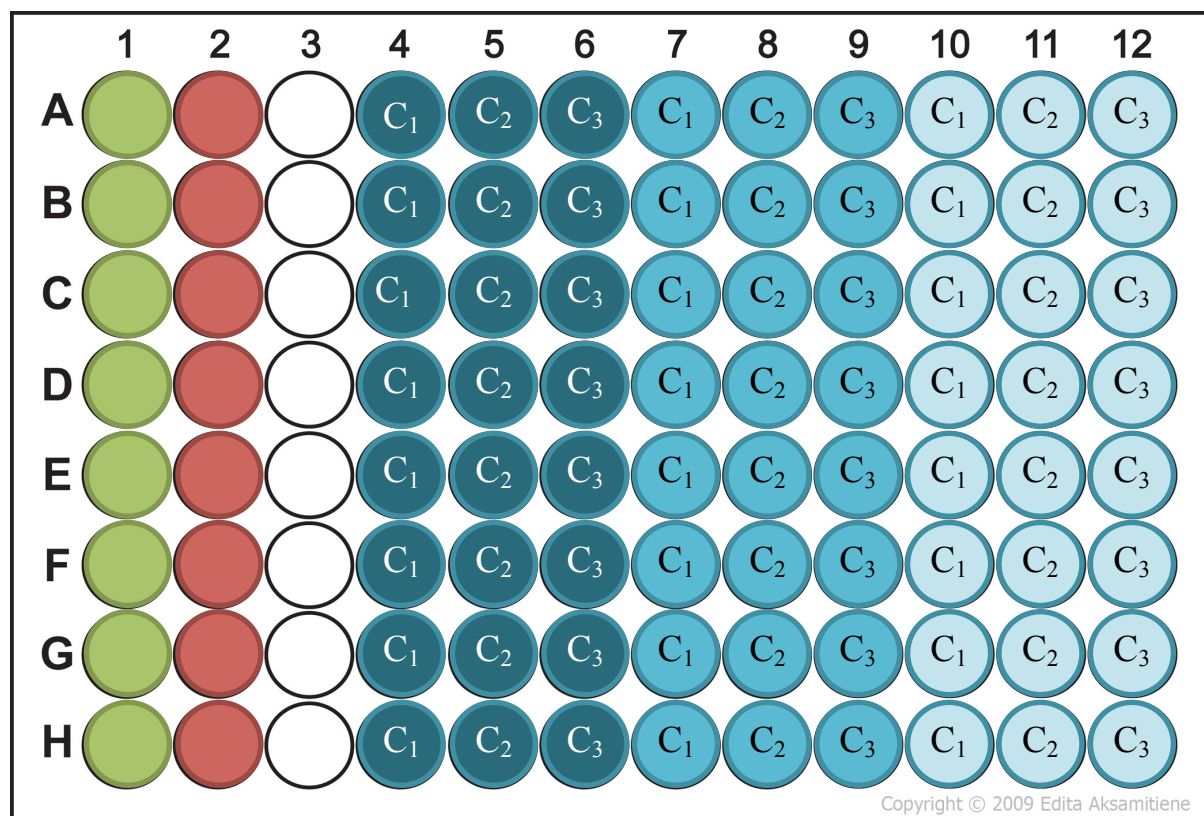 1 2 3 4 5 6 7 8 9 10 11 12
A C₁ C₂ C₃ C₁ C₂ C₃ C₁ C₂ C₃
B C₁ C₂ C₃ C₁ C₂ C₃ C₁ C₂ C₃
C C₁ C₂ C₃ C₁ C₂ C₃ C₁ C₂ C₃
D C₁ C₂ C₃ C₁ C₂ C₃ C₁ C₂ C₃
E C₁ C₂ C₃ C₁ C₂ C₃ C₁ C₂ C₃
F C₁ C₂ C₃ C₁ C₂ C₃ C₁ C₂ C₃
G C₁ C₂ C₃ C₁ C₂ C₃ C₁ C₂ C₃
H C₁ C₂ C₃ C₁ C₂ C₃ C₁ C₂ C₃
Copyright © 2009 Edita Aksamitiene